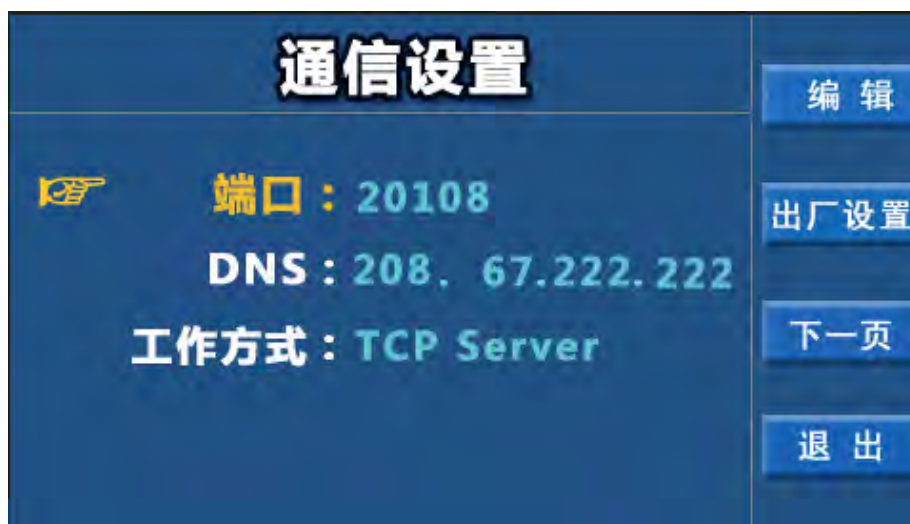 通信设置
端口：20108
DNS：208. 67.222.222
工作方式：TCP Server
编 辑
出厂设置
下一页
退 出